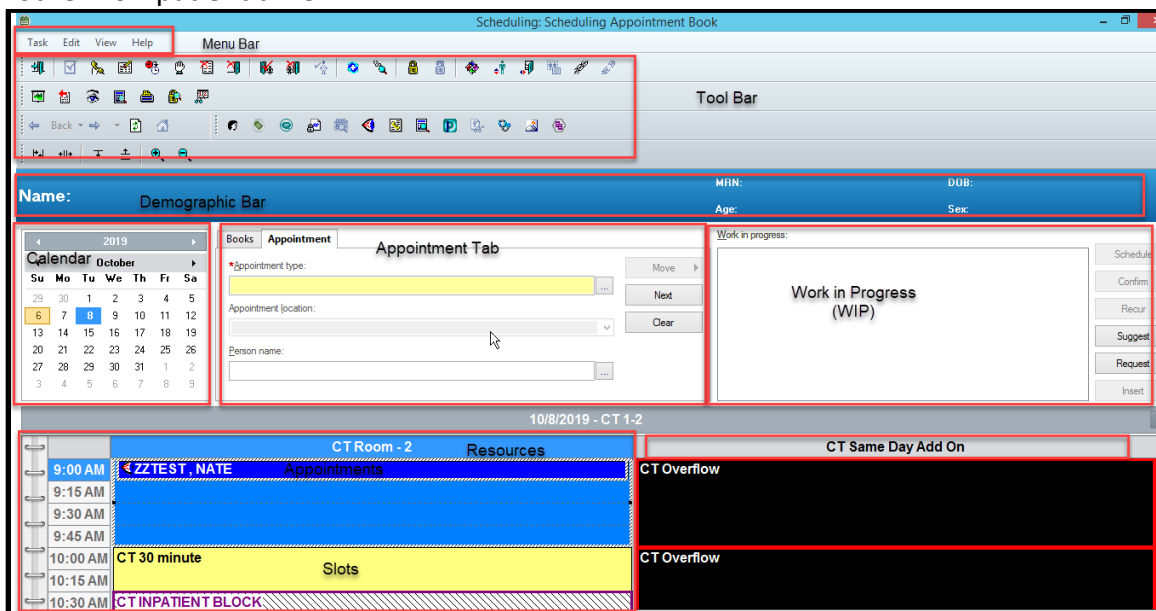 Scheduling: Scheduling Appointment Book
Task Edit View Help
Menu Bar
Tool Bar
Back
Name:
Demographic Bar
MRN:
DOB:
Age:
Sex:
2019
Calendar
October
Su Mo Tu We Th Fr Sa
29 30 1 2 3 4 5
6 7 8 9 10 11 12
13 14 15 16 17 18 19
20 21 22 23 24 25 26
27 28 29 30 31 1 2
3 4 5 6 7 8 9
Books Appointment
Appointment Tab
*Appointment type:
...
Appointment location:
Person name:
...
Move
Next
Clear
Work in progress:
Work in Progress
(WIP)
Schedule
Confirm
Recur
Suggest
Request
Insert
10/8/2019 - CT 1-2
CT Room - 2
Resources
CT Same Day Add On
9:00 AM ZZTEST, NATE
Appointments
CT Overflow
9:15 AM
9:30 AM
9:45 AM
10:00 AM CT 30 minute
CT Overflow
Slots
10:15 AM
10:30 AM CT INPATIENT BLOCK